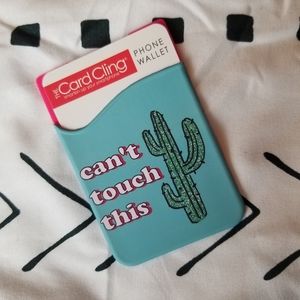 THE
Card Cling®
PHONE
WALLET
can't
touch
this